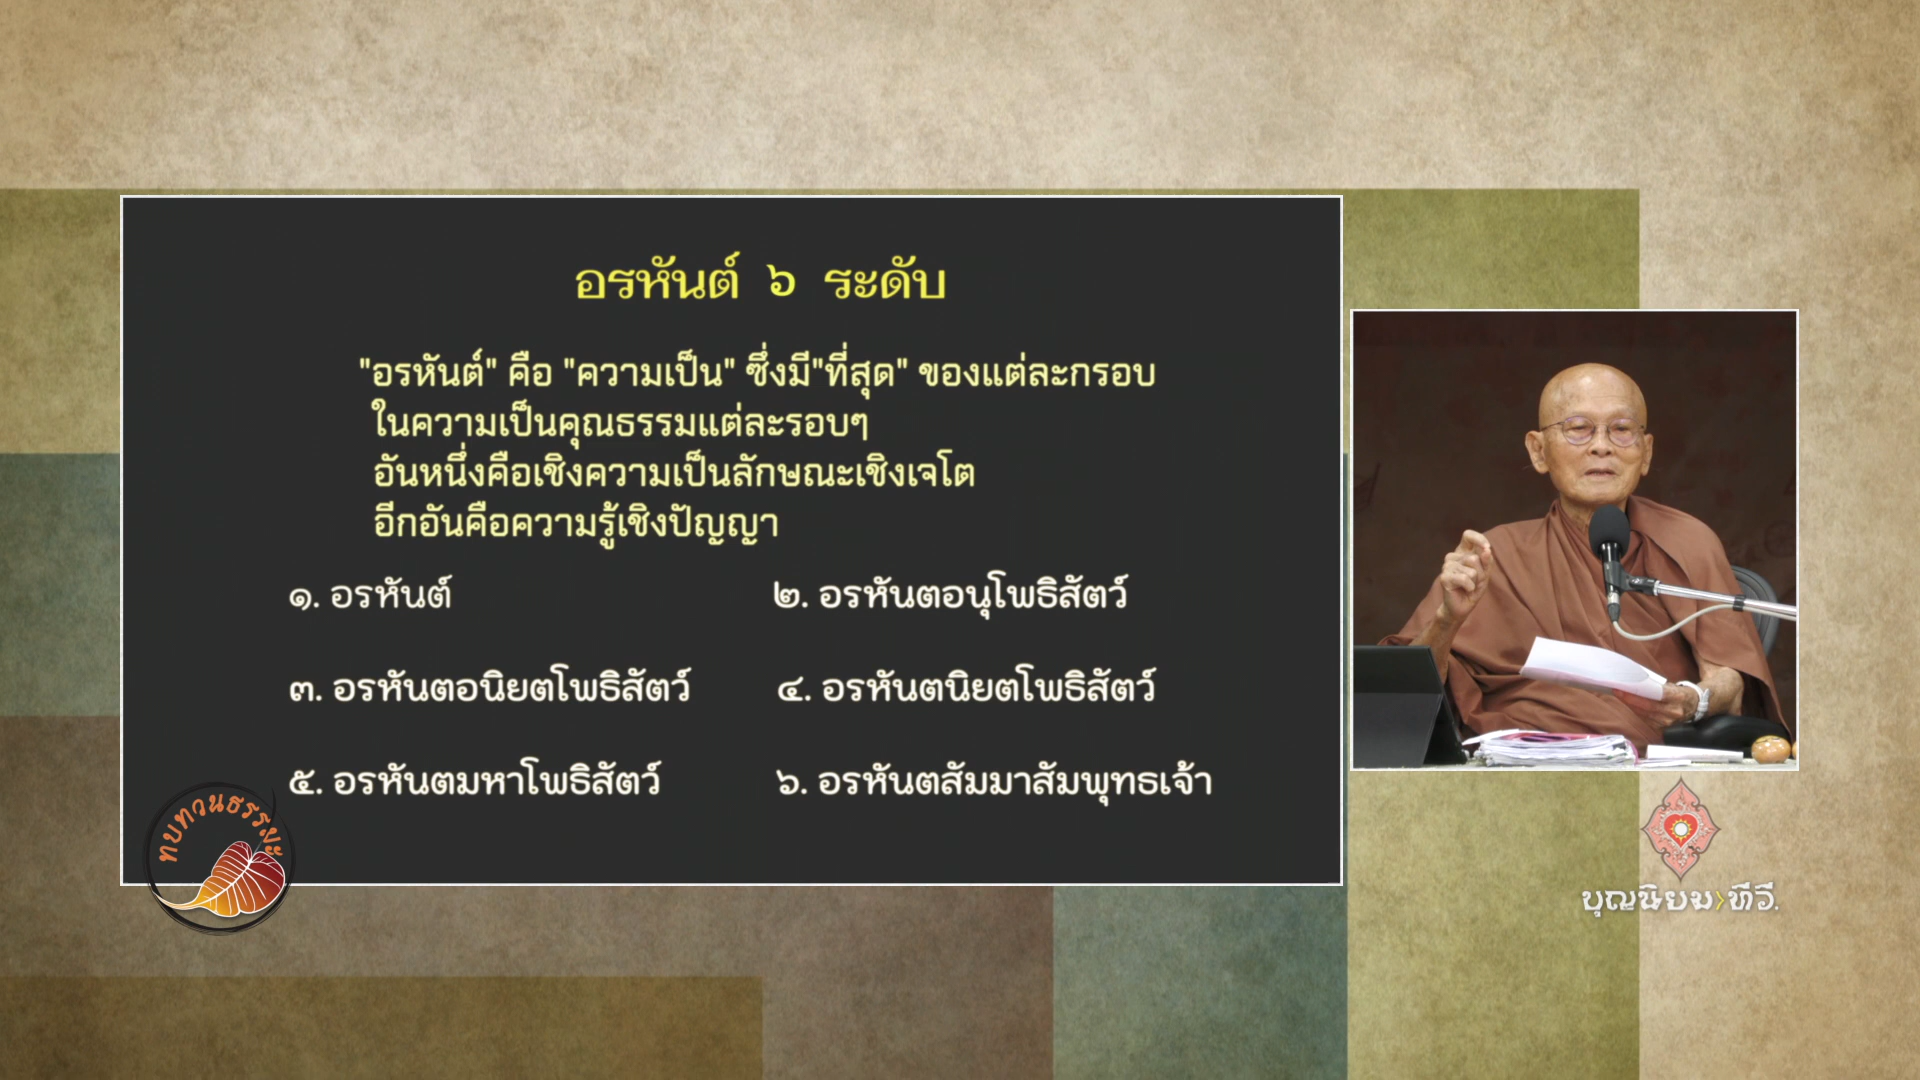 อรหันต์ ๖ ระดับ
"อรหันต์" คือ "ความเป็น" ซึ่งมี"ที่สุด" ของแต่ละกรอบ
ในความเป็นคุณธรรมแต่ละรอบๆ
อันหนึ่งคือเชิงความเป็นลักษณะเชิงเจโต
อีกอันคือความรู้เชิงปัญญา
๑. อรหันต์
๒. อรหันตอนุโพธิสัตว์
๓. อรหันตอนิยตโพธิสัตว์
๔. อรหันตนิยตโพธิสัตว์
๕. อรหันตมหาโพธิสัตว์
๖. อรหันตสัมมาสัมพุทธเจ้า
ทบทวนธรรมะ
บุญนิยม>ทีวี.